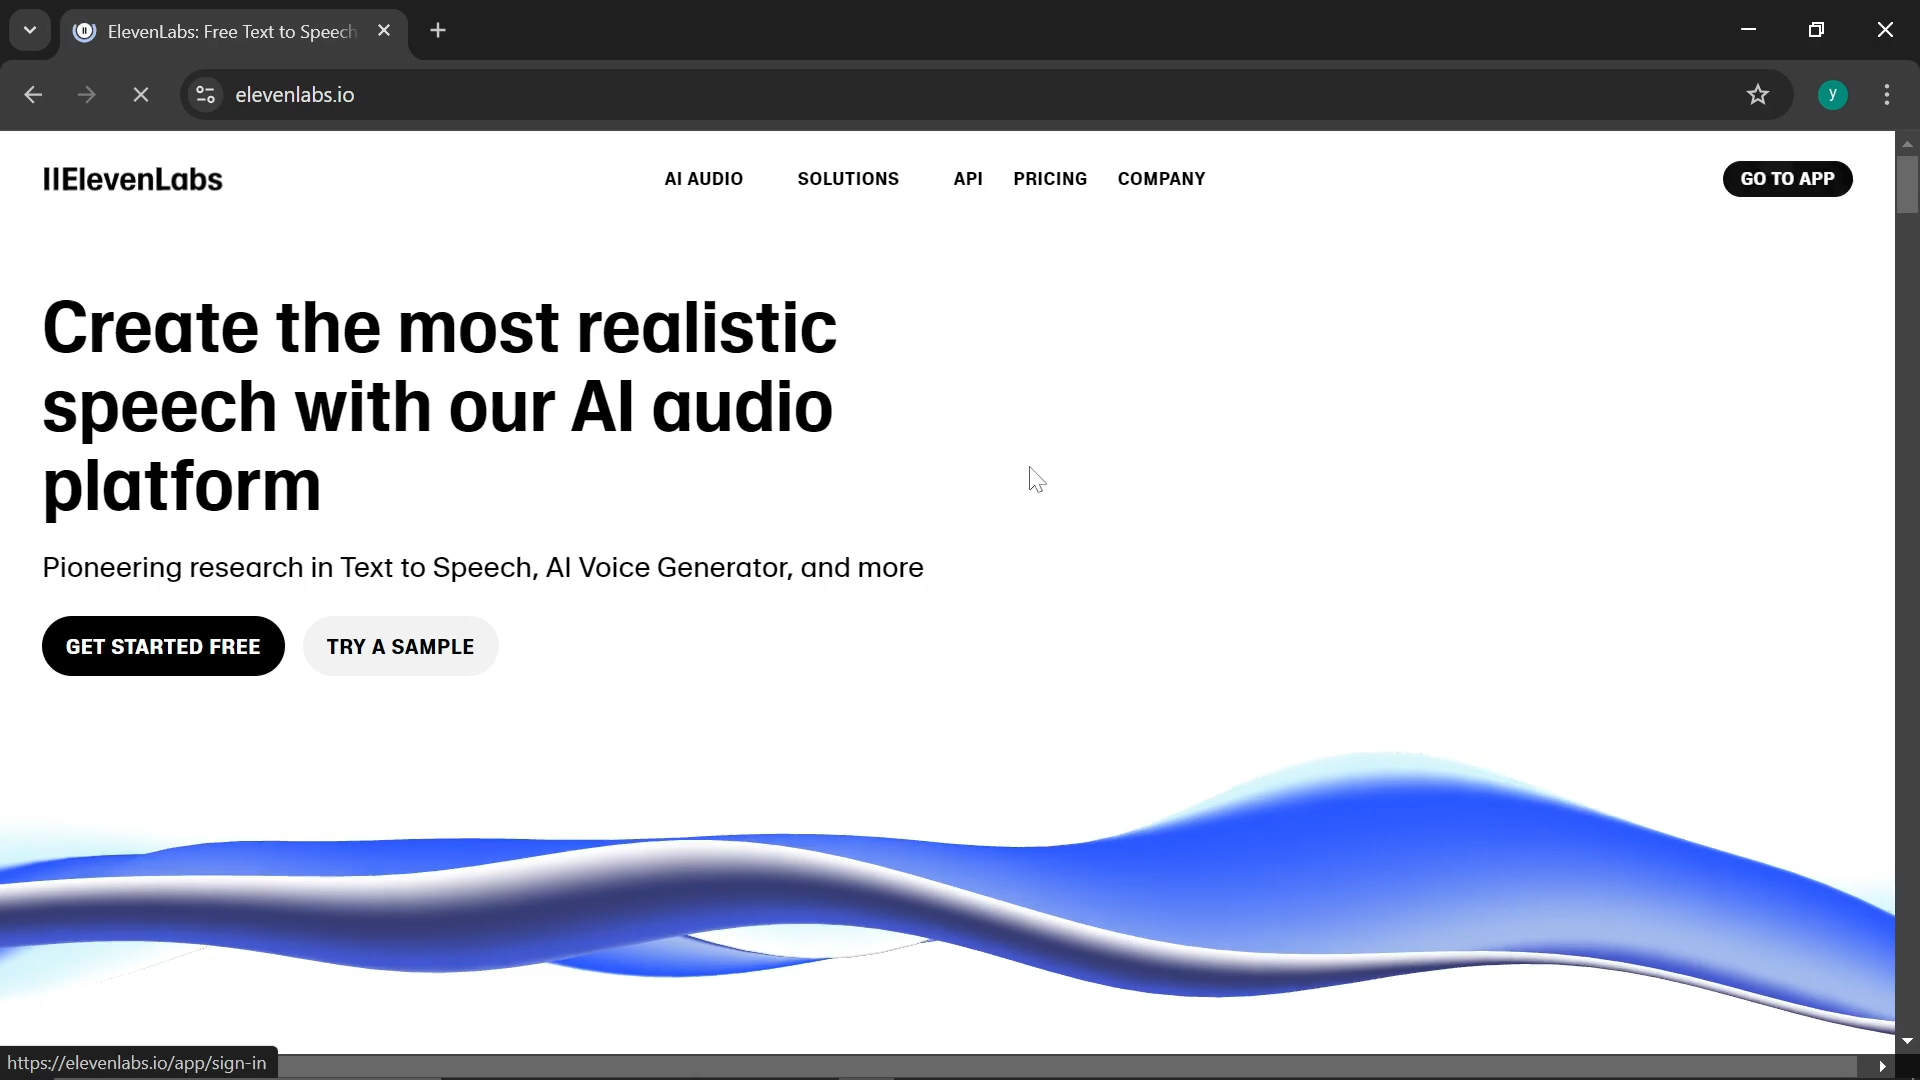 ElevenLabs: Free Text to Speech
elevenlabs.io
y
IIElevenLabs
AI AUDIO
SOLUTIONS
API
PRICING
COMPANY
GO TO APP
Create the most realistic
speech with our AI audio
platform
Pioneering research in Text to Speech, AI Voice Generator, and more
GET STARTED FREE
TRY A SAMPLE
https://elevenlabs.io/app/sign-in